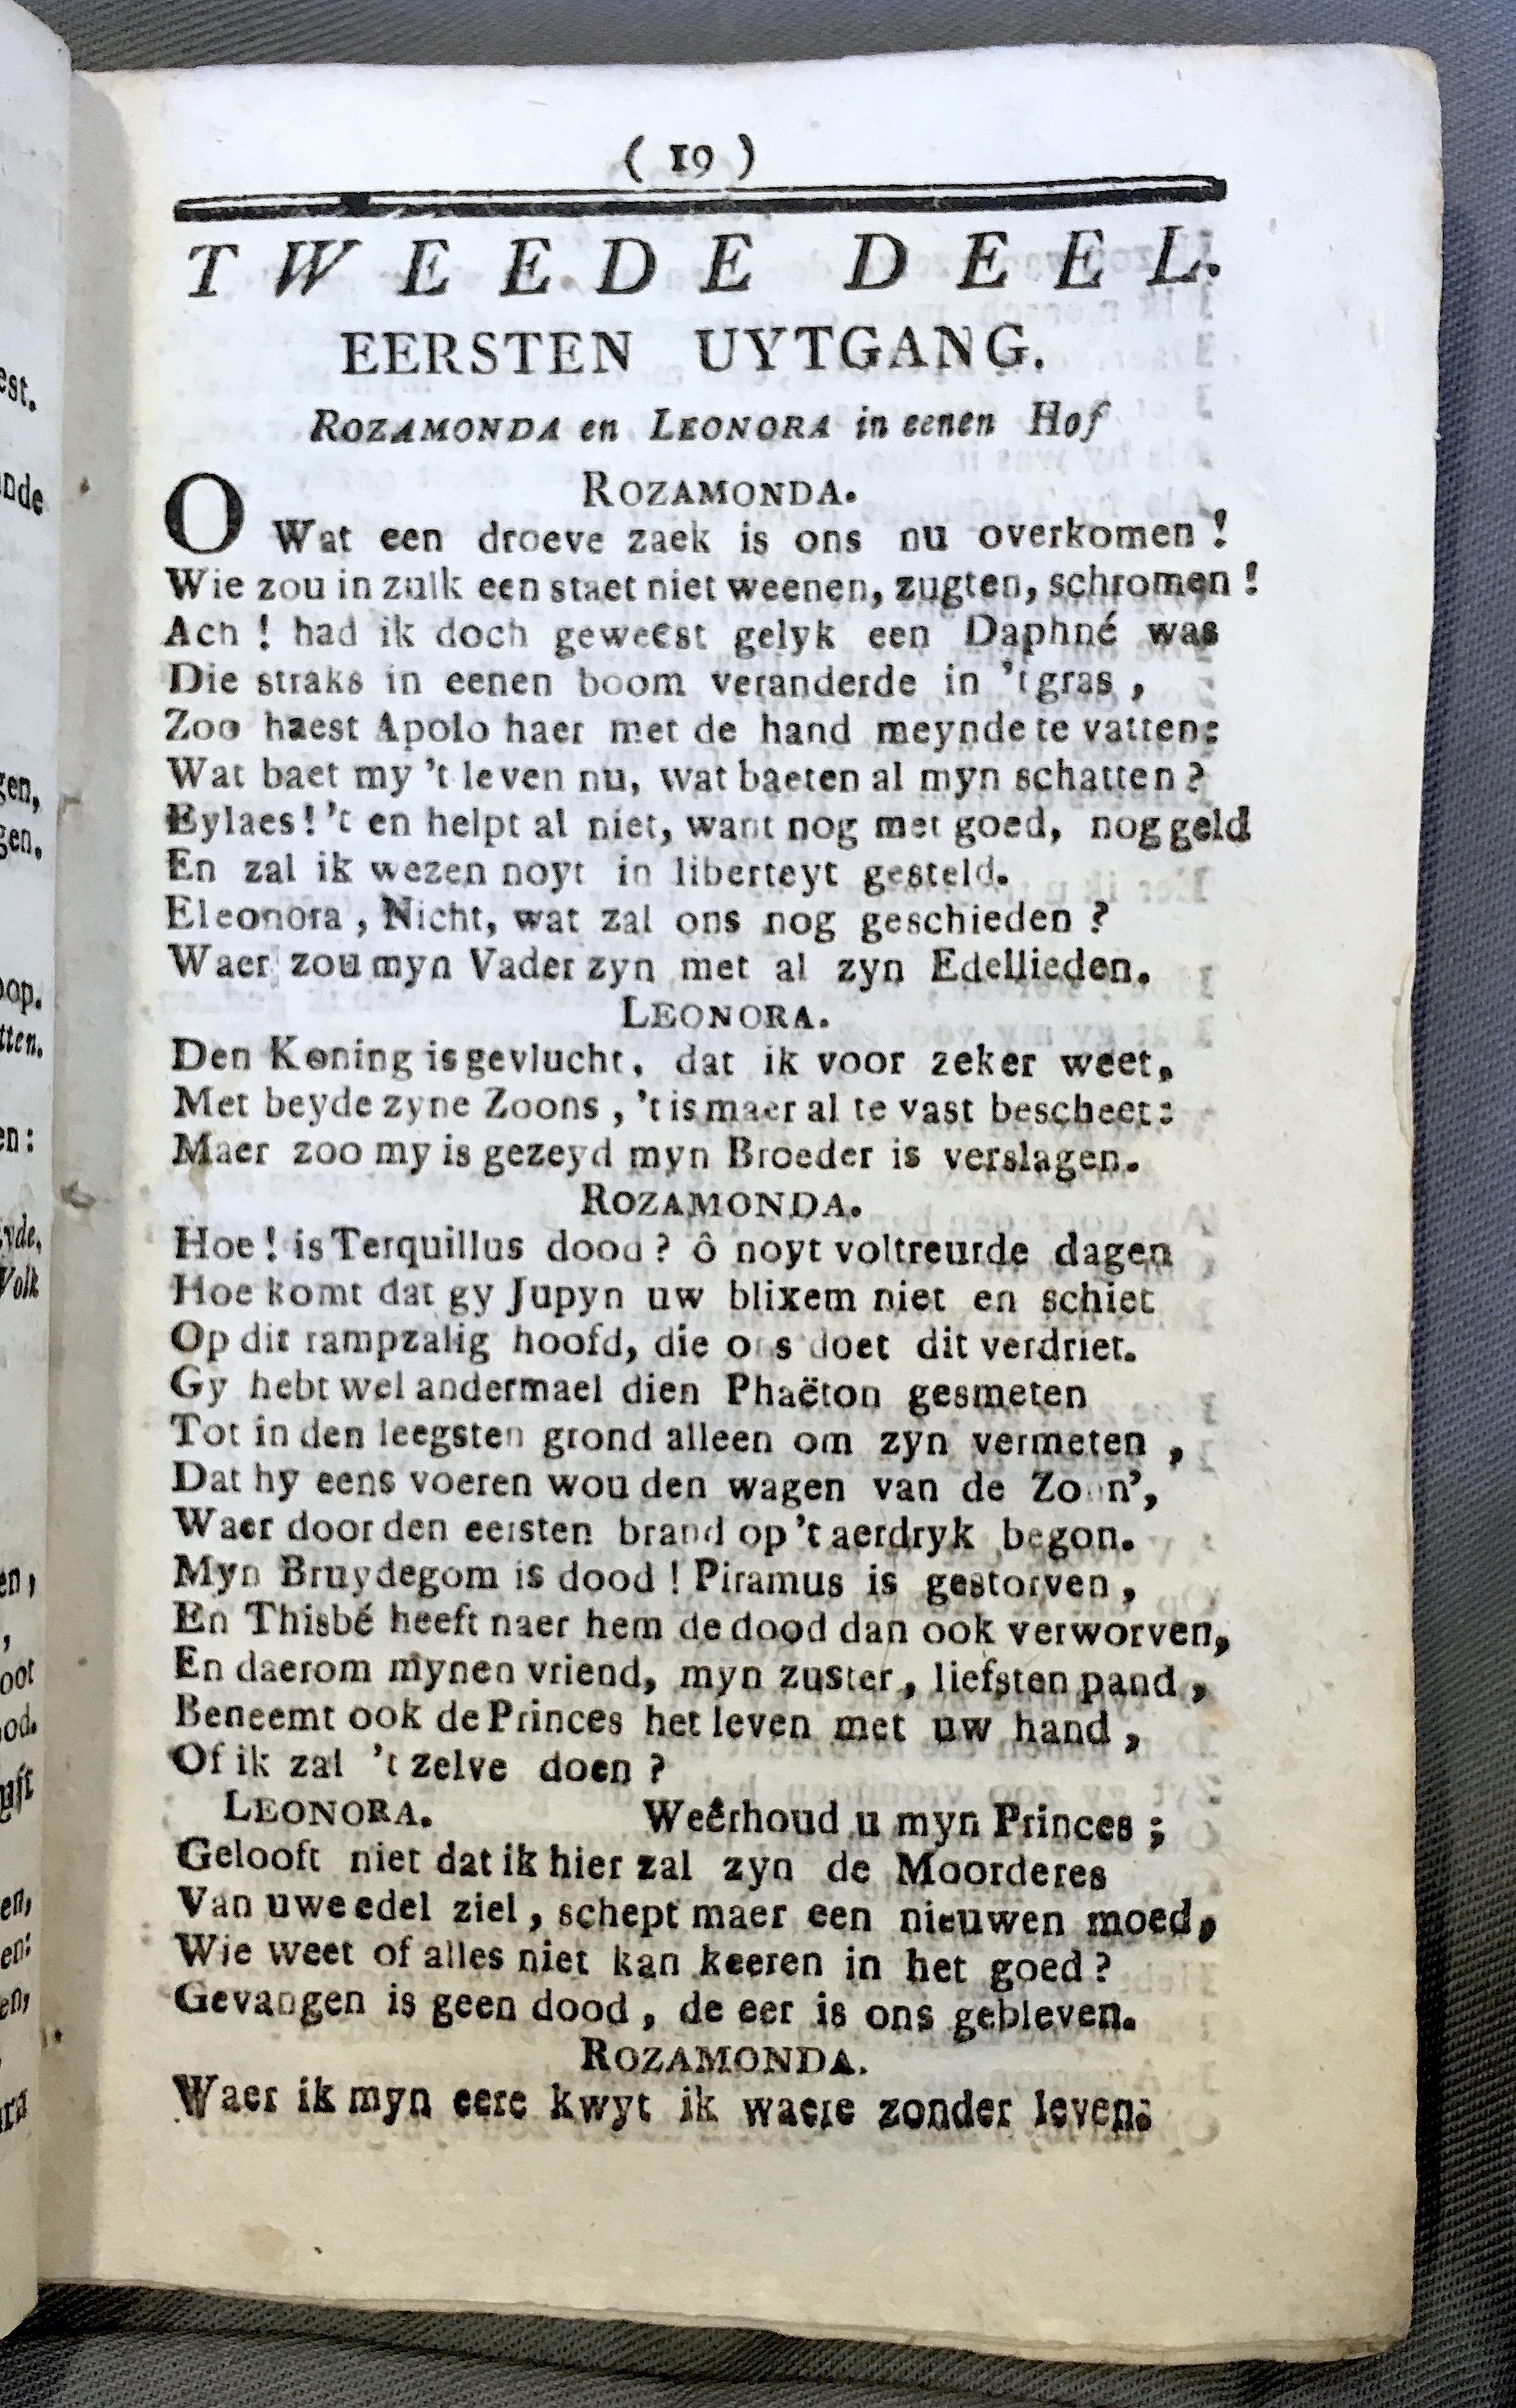 ( 19 )
TWEEDE DEEL.
EERSTEN UYTGANG.
ROZAMONDA en LEONORA in eenen Hof
ROZAMONDA.
O Wat een droeve zaek is ons nu overkomen !
Wie zou in zulk een staet niet weenen, zugten, schromen !
Ach ! had ik doch geweest gelyk een Daphné was
Die straks in eenen boom veranderde in 't gras ,
Zoo haest Apolo haer met de hand meynde te vatten:
Wat baet my 't leven nu, wat baeten al myn schatten ?
Eylaes! 't en helpt al niet, want nog met goed, nog geld
En zal ik wezen noyt in liberteyt gesteld.
Eleonora , Nicht, wat zal ons nog geschieden ?
Waer zou myn Vader zyn met al zyn Edellieden.
LEONORA.
Den Koning is gevlucht, dat ik voor zeker weet,
Met beyde zyne Zoons , 't is maer al te vast bescheet:
Maer zoo my is gezeyd myn Broeder is verslagen.
ROZAMONDA.
Hoe! is Terquillus dood ? ô noyt voltreurde dagen
Hoe komt dat gy Jupyn uw blixem niet en schiet
Op dit rampzalig hoofd, die ons doet dit verdriet.
Gy hebt wel andermael dien Phaëton gesmeten
Tot in den leegsten grond alleen om zyn vermeten ,
Dat hy eens voeren wou den wagen van de Zoon',
Waer door den eersten brand op 't aerdryk begon.
Myn Bruydegom is dood ! Piramus is gestorven ,
En Thisbé heeft naer hem de dood dan ook verworven,
En daerom mynen vriend, myn zuster, liefsten pand ,
Beneemt ook de Princes het leven met uw hand ,
Of ik zal 't zelve doen ?
LEONORA. Weêrhoud u myn Princes ;
Gelooft niet dat ik hier zal zyn de Moorderes
Van uwe edel ziel , schept maer een nieuwen moed,
Wie weet of alles niet kan keeren in het goed ?
Gevangen is geen dood , de eer is ons gebleven.
ROZAMONDA.
Waer ik myn eere kwyt ik waere zonder leven: